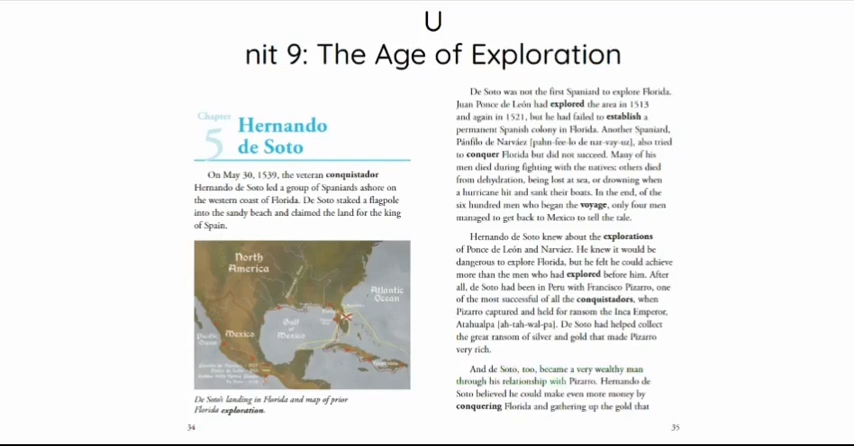 U
nit 9: The Age of Exploration
Chapter
5
Hernando
de Soto
On May 30, 1539, the veteran conquistador
Hernando de Soto led a group of Spaniards ashore on
the western coast of Florida. De Soto staked a flagpole
into the sandy beach and claimed the land for the king
of Spain.
North
America
Atlantic
Ocean
Gulf
of
Mexico
Mexico
Pacific
Ocean
De Soto's landing in Florida and map of prior
Florida exploration.
34
De Soto was not the first Spaniard to explore Florida.
Juan Ponce de León had explored the area in 1513
and again in 1521, but he had failed to establish a
permanent Spanish colony in Florida. Another Spaniard,
Pánfilo de Narváez [pahn-fee-lo de nar-vay-ez], also tried
to conquer Florida but did not succeed. Many of his
men died during fighting with the natives; others died
from dehydration, being lost at sea, or drowning when
a hurricane hit and sank their boats. In the end, of the
six hundred men who began the voyage, only four men
managed to get back to Mexico to tell the tale.
Hernando de Soto knew about the explorations
of Ponce de León and Narváez. He knew it would be
dangerous to explore Florida, but he felt he could achieve
more than the men who had explored before him. After
all, de Soto had been in Peru with Francisco Pizarro, one
of the most successful of all the conquistadors, when
Pizarro captured and held for ransom the Inca Emperor,
Atahualpa [ah-tah-wal-pa]. De Soto had helped collect
the great ransom of silver and gold that made Pizarro
very rich.
And de Soto, too, became a very wealthy man
through his relationship with Pizarro. Hernando de
Soto believed he could make even more money by
conquering Florida and gathering up the gold that
35